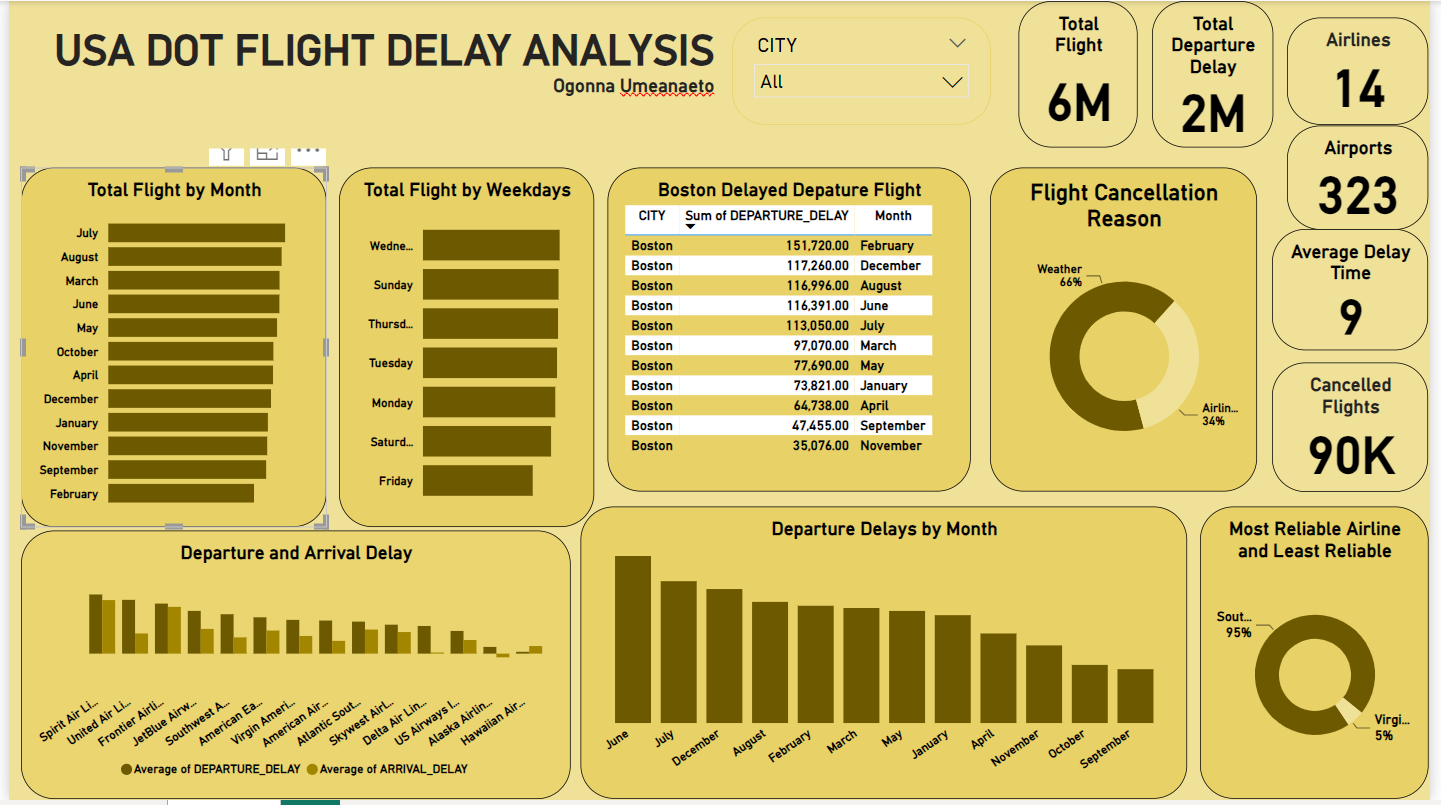 USA DOT FLIGHT DELAY ANALYSIS
Ogonna Umeanaeto
CITY
All
Total
Flight
6M
Total
Departure
Delay
2M
Airlines
14
Airports
323
Average Delay
Time
9
Cancelled
Flights
90K
Total Flight by Month
July
August
March
June
May
October
April
December
January
November
September
February
Total Flight by Weekdays
Wedne...
Sunday
Thursd...
Tuesday
Monday
Saturd...
Friday
Boston Delayed Depature Flight
CITY Sum of DEPARTURE_DELAY Month
Boston 151,720.00 February
Boston 117,260.00 December
Boston 116,996.00 August
Boston 116,391.00 June
Boston 113,050.00 July
Boston 97,070.00 March
Boston 77,690.00 May
Boston 73,821.00 January
Boston 64,738.00 April
Boston 47,455.00 September
Boston 35,076.00 November
Flight Cancellation
Reason
Weather
66%
Airlin...
34%
Departure and Arrival Delay
Spirit Air Li...
United Air Li...
Frontier Airli...
JetBlue Airw...
Southwest A...
American Ea...
Virgin Ameri...
American Air...
Atlantic Sout...
Skywest Airl...
Delta Air Lin...
US Airways I...
Alaska Airlin...
Hawaiian Air...
Average of DEPARTURE_DELAY Average of ARRIVAL_DELAY
Departure Delays by Month
June
July
December
August
February
March
May
January
April
November
October
September
Most Reliable Airline
and Least Reliable
Sout...
95%
Virgi...
5%